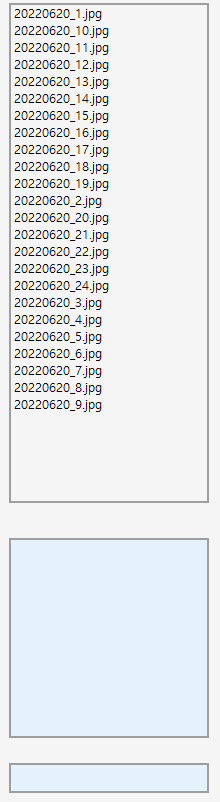 20220620_1.jpg
20220620_10.jpg
20220620_11.jpg
20220620_12.jpg
20220620_13.jpg
20220620_14.jpg
20220620_15.jpg
20220620_16.jpg
20220620_17.jpg
20220620_18.jpg
20220620_19.jpg
20220620_2.jpg
20220620_20.jpg
20220620_21.jpg
20220620_22.jpg
20220620_23.jpg
20220620_24.jpg
20220620_3.jpg
20220620_4.jpg
20220620_5.jpg
20220620_6.jpg
20220620_7.jpg
20220620_8.jpg
20220620_9.jpg